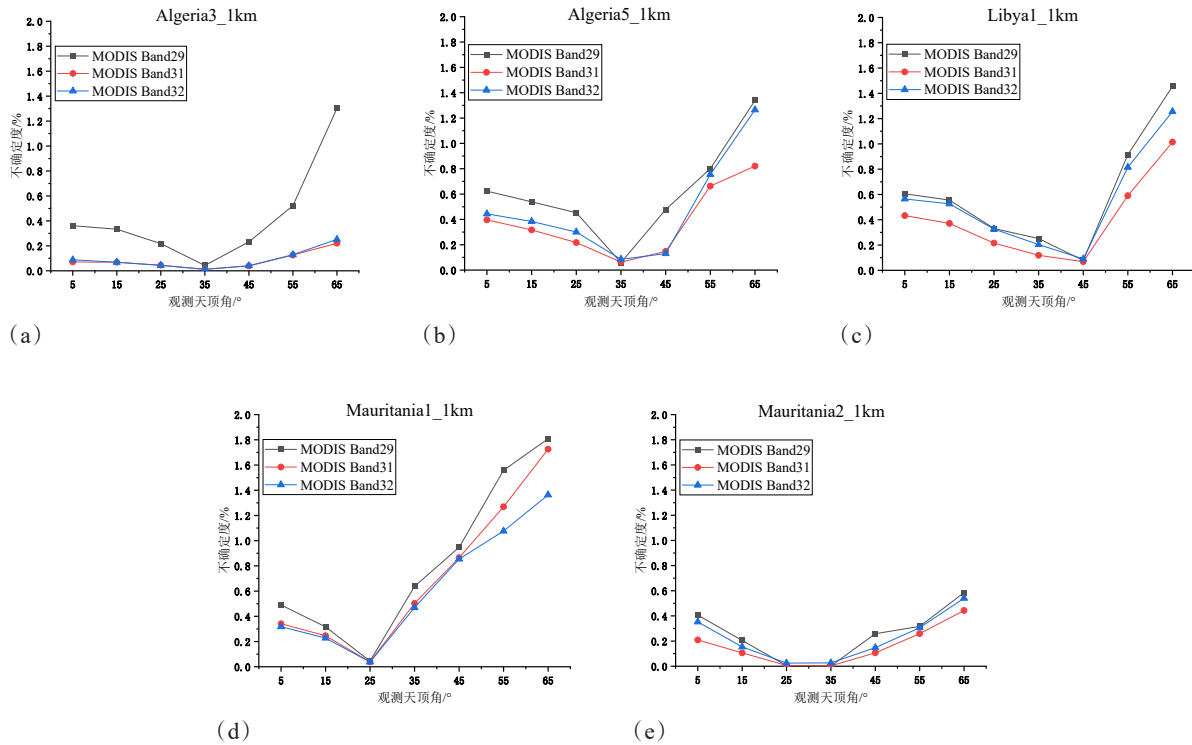 Algeria3_1km
2.0
1.8
1.6
1.4
1.2
1.0
0.8
0.6
0.4
0.2
0.0
不确定度/%
MODIS Band29
MODIS Band31
MODIS Band32
5 15 25 35 45 55 65
观测天顶角/°
(a)
Algeria5_1km
2.0
1.8
1.6
1.4
1.2
1.0
0.8
0.6
0.4
0.2
0.0
不确定度/%
MODIS Band29
MODIS Band31
MODIS Band32
5 15 25 35 45 55 65
观测天顶角/°
(b)
Libya1_1km
2.0
1.8
1.6
1.4
1.2
1.0
0.8
0.6
0.4
0.2
0.0
不确定度/%
MODIS Band29
MODIS Band31
MODIS Band32
5 15 25 35 45 55 65
观测天顶角/°
(c)
Mauritania1_1km
2.0
1.8
1.6
1.4
1.2
1.0
0.8
0.6
0.4
0.2
0.0
不确定度/%
MODIS Band29
MODIS Band31
MODIS Band32
5 15 25 35 45 55 65
观测天顶角/°
(d)
Mauritania2_1km
2.0
1.8
1.6
1.4
1.2
1.0
0.8
0.6
0.4
0.2
0.0
不确定度/%
MODIS Band29
MODIS Band31
MODIS Band32
5 15 25 35 45 55 65
观测天顶角/°
(e)